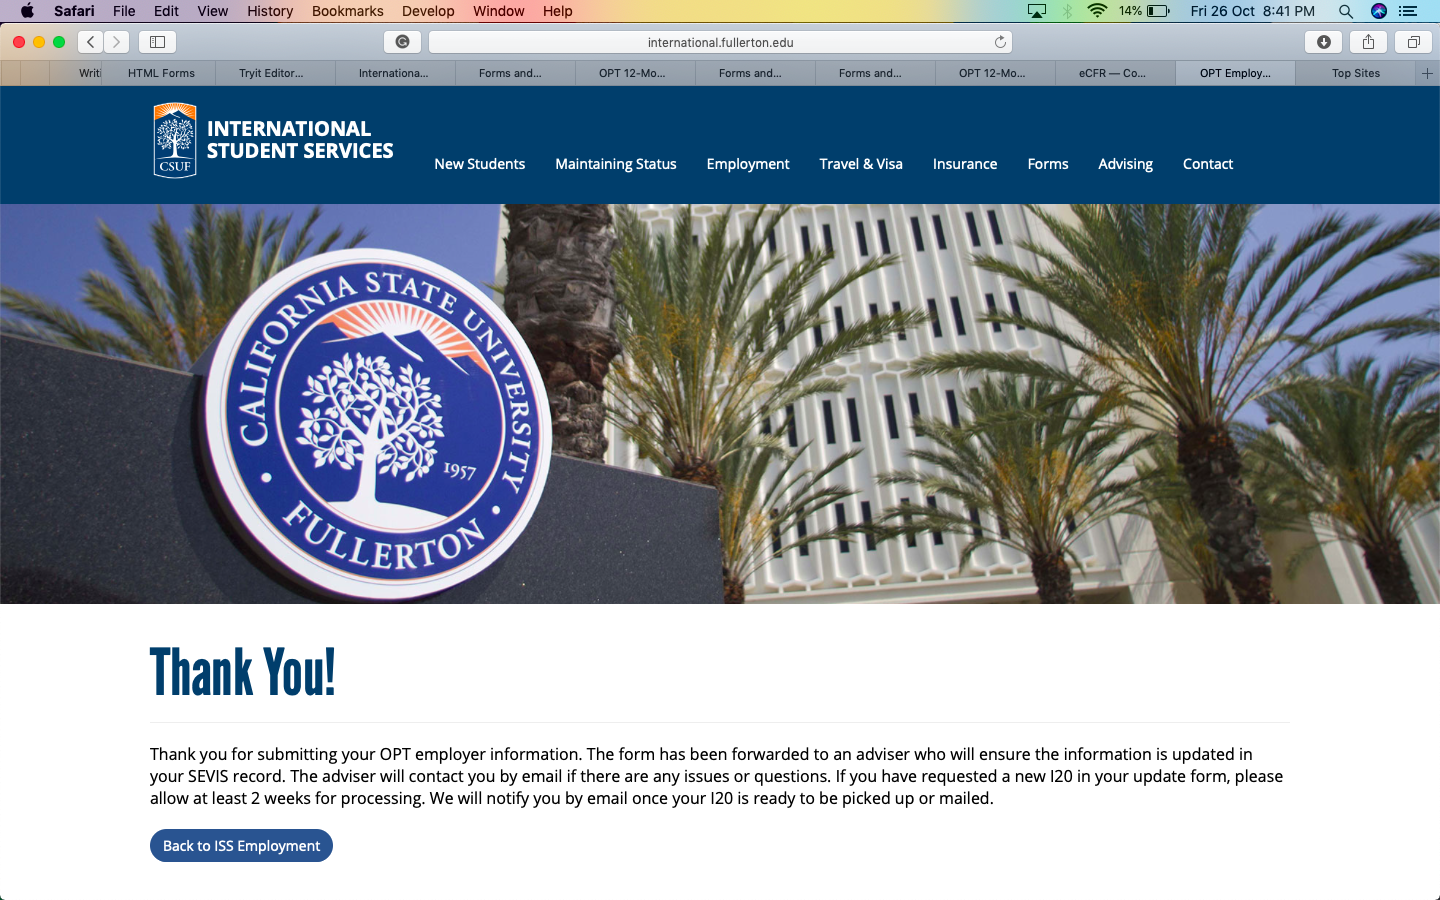 Safari File Edit View History Bookmarks Develop Window Help 14% Fri 26 Oct 8:41 PM
international.fullerton.edu
Writi HTML Forms Tryit Editor... Internationa... Forms and... OPT 12-Mo... Forms and... Forms and... OPT 12-Mo... eCFR — Co... OPT Employ... Top Sites
CSUF
INTERNATIONAL
STUDENT SERVICES
New Students Maintaining Status Employment Travel & Visa Insurance Forms Advising Contact
CALIFORNIA STATE UNIVERSITY
1957
FULLERTON
Thank You!
Thank you for submitting your OPT employer information. The form has been forwarded to an adviser who will ensure the information is updated in
your SEVIS record. The adviser will contact you by email if there are any issues or questions. If you have requested a new I20 in your update form, please
allow at least 2 weeks for processing. We will notify you by email once your I20 is ready to be picked up or mailed.
Back to ISS Employment